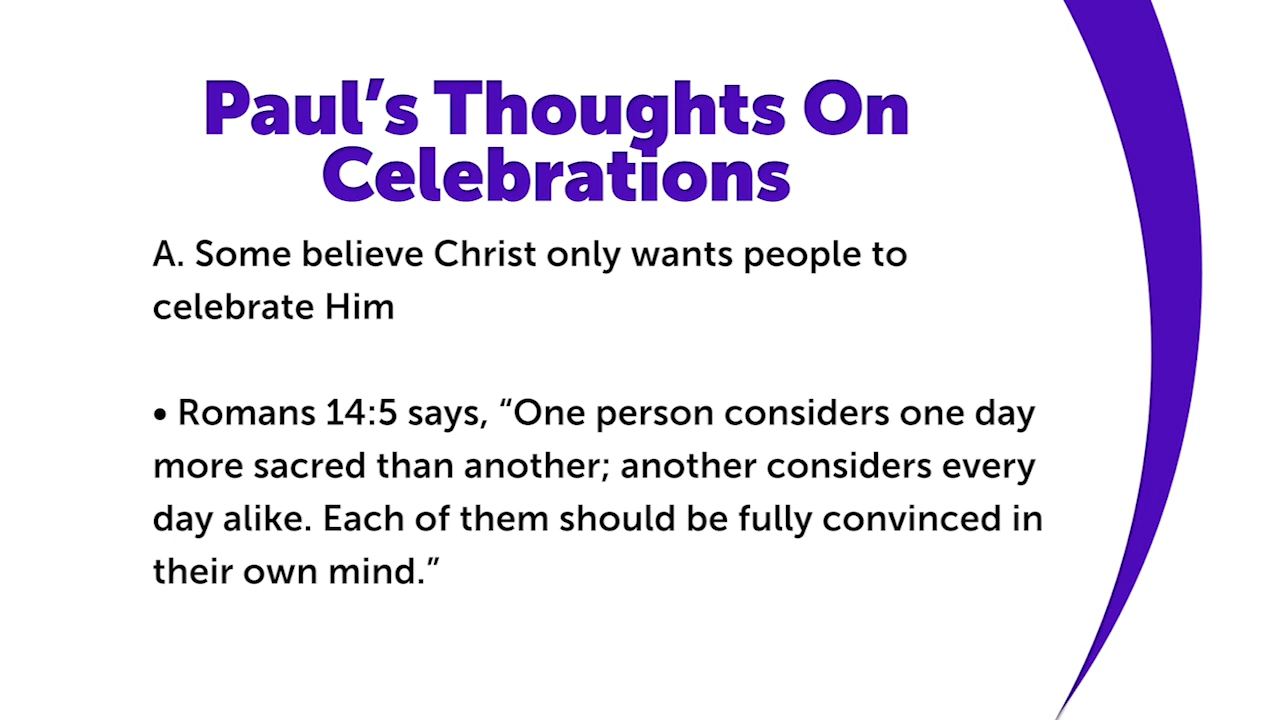 Paul’s Thoughts On
Celebrations
A. Some believe Christ only wants people to
celebrate Him
• Romans 14:5 says, “One person considers one day
more sacred than another; another considers every
day alike. Each of them should be fully convinced in
their own mind.”